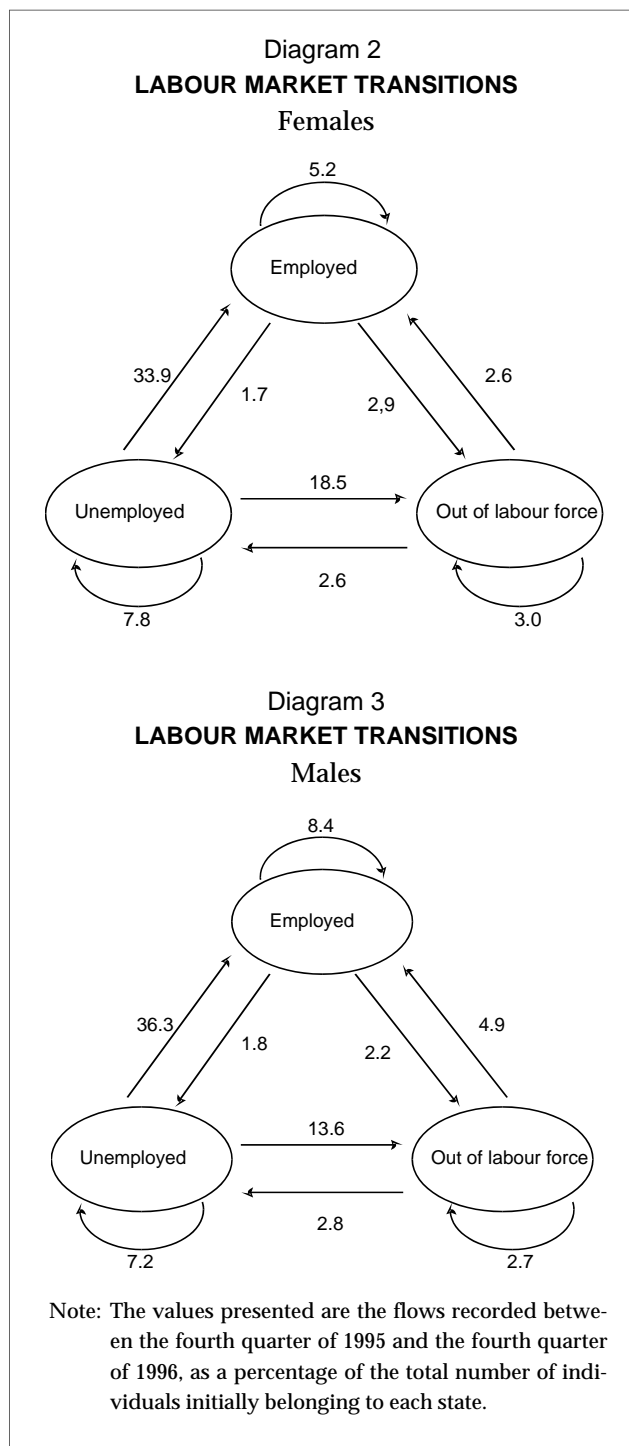 Diagram 2
LABOUR MARKET TRANSITIONS
Females
5.2
Employed
33.9
1.7
2,9
2.6
Unemployed
18.5
Out of labour force
2.6
7.8
3.0
Diagram 3
LABOUR MARKET TRANSITIONS
Males
8.4
Employed
36.3
1.8
2.2
4.9
Unemployed
13.6
Out of labour force
2.8
7.2
2.7
Note: The values presented are the flows recorded betwe-
en the fourth quarter of 1995 and the fourth quarter
of 1996, as a percentage of the total number of indi-
viduals initially belonging to each state.